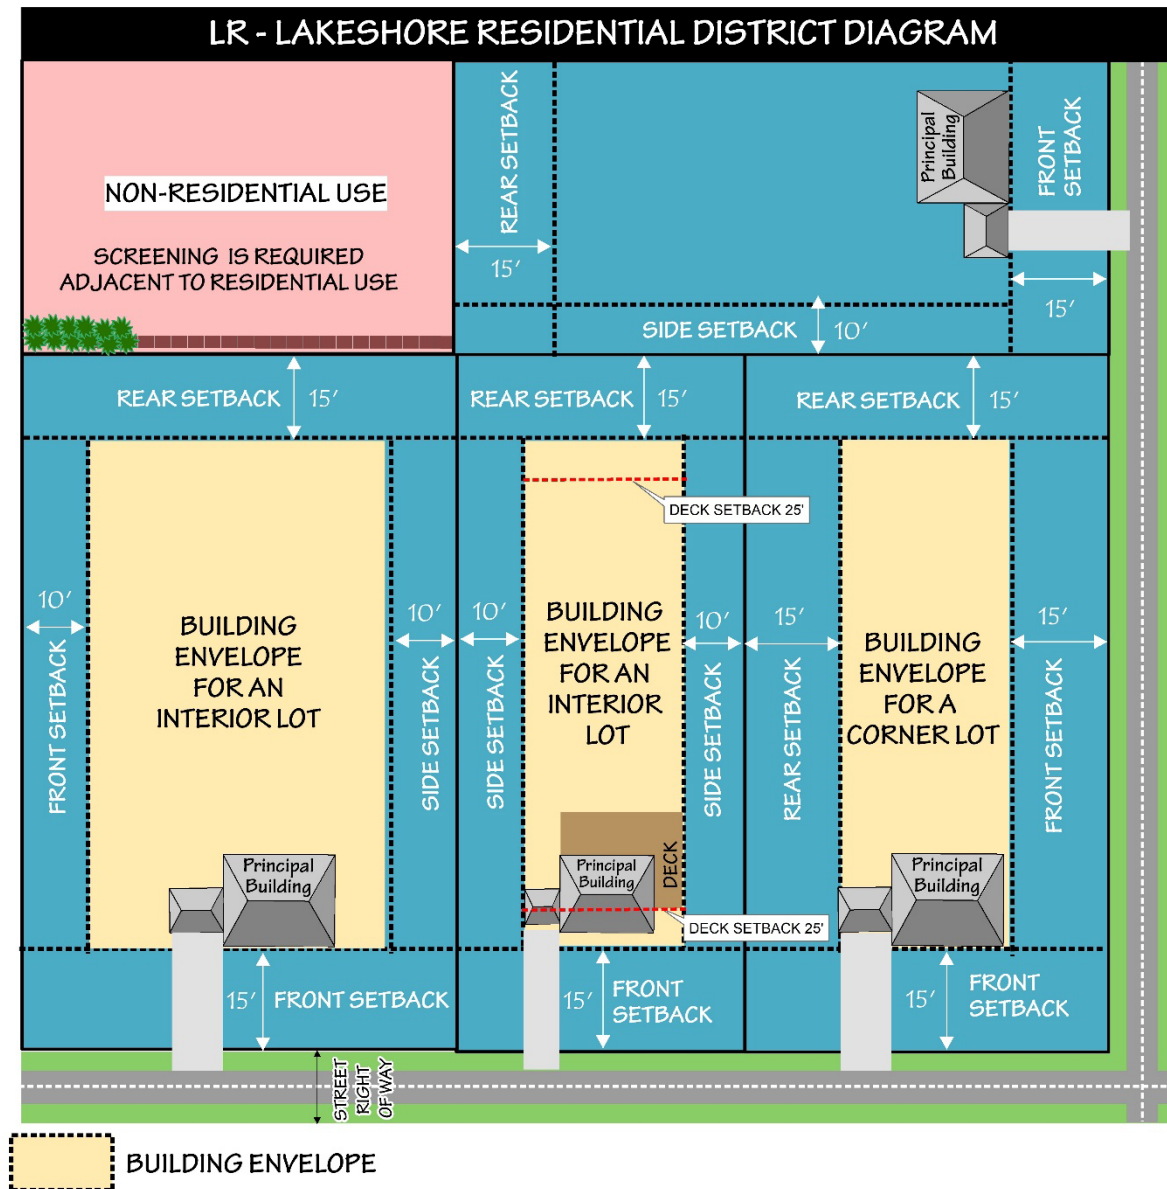 LR - LAKESHORE RESIDENTIAL DISTRICT DIAGRAM
NON-RESIDENTIAL USE
SCREENING IS REQUIRED
ADJACENT TO RESIDENTIAL USE
REAR SETBACK
15'
Principal
Building
FRONT
SETBACK
15'
SIDE SETBACK
10'
REAR SETBACK
15'
REAR SETBACK
15'
REAR SETBACK
15'
DECK SETBACK 25'
10'
FRONT SETBACK
BUILDING
ENVELOPE
FOR AN
INTERIOR LOT
10'
SIDE SETBACK
10'
SIDE SETBACK
BUILDING
ENVELOPE
FOR AN
INTERIOR
LOT
10'
SIDE SETBACK
15'
REAR SETBACK
BUILDING
ENVELOPE
FOR A
CORNER LOT
15'
FRONT SETBACK
Principal
Building
Principal
Building
DECK
Principal
Building
DECK SETBACK 25'
15'
FRONT SETBACK
15'
FRONT
SETBACK
15'
FRONT
SETBACK
STREET
RIGHT
OF WAY
BUILDING ENVELOPE